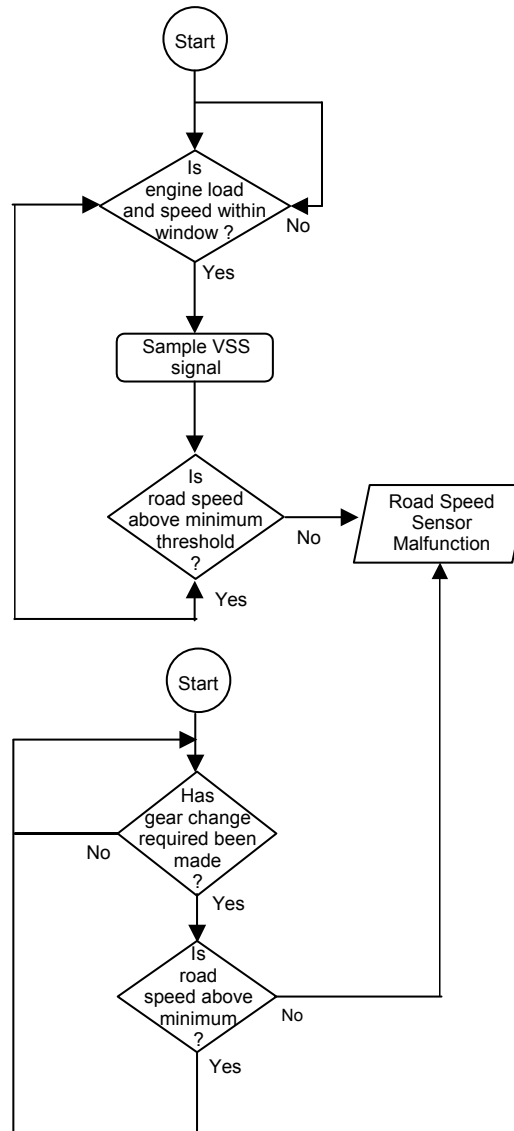 Start
Is
engine load
and speed within
window ?
No
Yes
Sample VSS
signal
Is
road speed
above minimum
threshold
?
No
Yes
Road Speed
Sensor
Malfunction
Start
Has
gear change
required been
made
?
No
Yes
Is
road
speed above
minimum
?
No
Yes